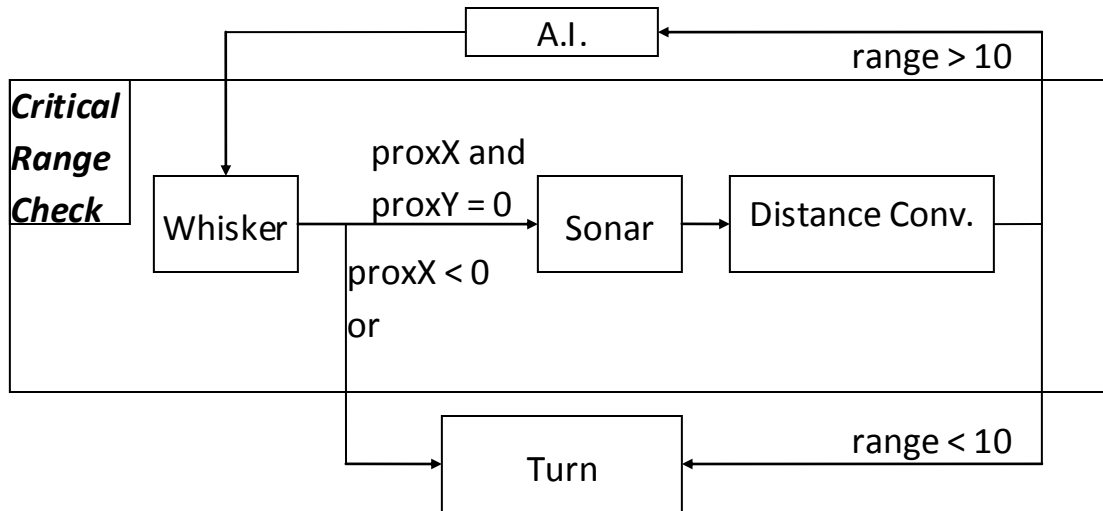 A.I.
range > 10
Critical
Range
Check
proxX and
proxY = 0
Whisker
Sonar
Distance Conv.
proxX < 0
or
range < 10
Turn